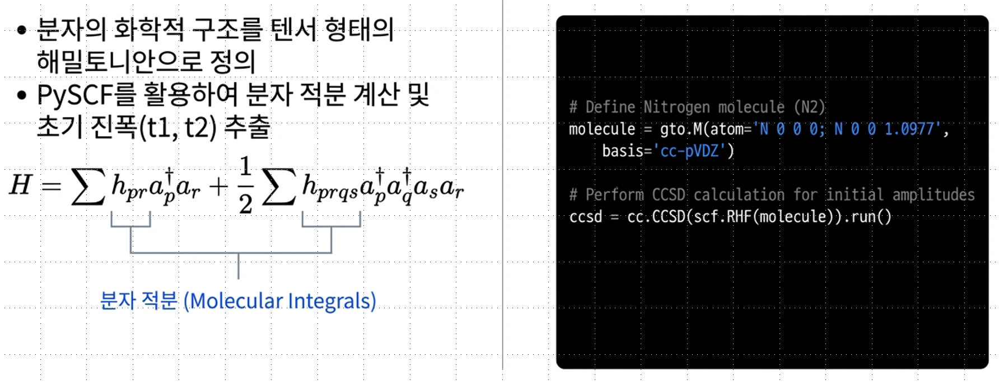 • 분자의 화학적 구조를 텐서 형태의
해밀토니안으로 정의
• PySCF를 활용하여 분자 적분 계산 및
초기 진폭(t1, t2) 추출
H = ∑ h_{pr} a_p^† a_r + \frac{1}{2} ∑ h_{prqs} a_p^† a_q^† a_s a_r
분자 적분 (Molecular Integrals)
# Define Nitrogen molecule (N2)
molecule = gto.M(atom='N 0 0 0; N 0 0 1.0977',
    basis='cc-pVDZ')
# Perform CCSD calculation for initial amplitudes
ccsd = cc.CCSD(scf.RHF(molecule)).run()